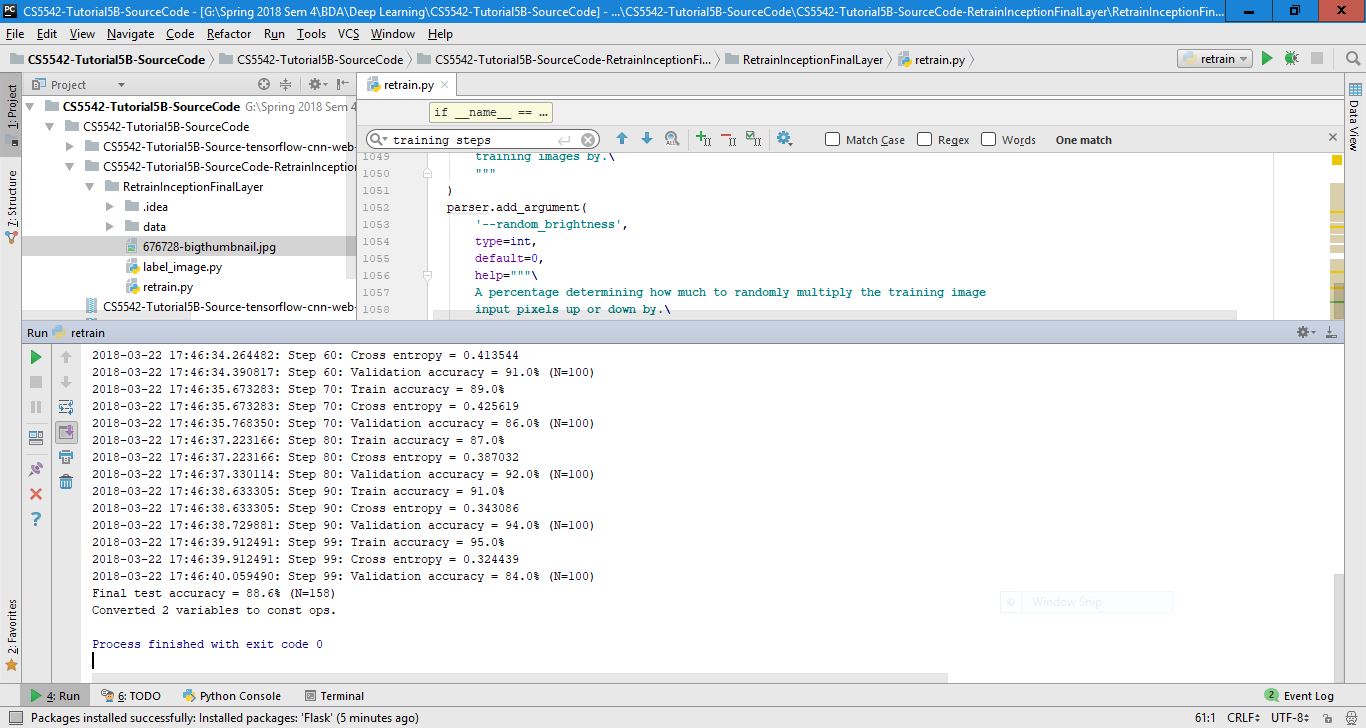 CS5542-Tutorial5B-SourceCode - [G:\Spring 2018 Sem 4\BDA\Deep Learning\CS5542-Tutorial5B-SourceCode] - ...\CS5542-Tutorial5B-SourceCode\CS5542-Tutorial5B-SourceCode-RetrainInceptionFinalLayer\RetrainInceptionFin...
File Edit View Navigate Code Refactor Run Tools VCS Window Help
CS5542-Tutorial5B-SourceCode CS5542-Tutorial5B-SourceCode CS5542-Tutorial5B-SourceCode-RetrainInceptionFi... RetrainInceptionFinalLayer retrain.py retrain
1: Project
7: Structure
2: Favorites
Data View
Project
CS5542-Tutorial5B-SourceCode G:\Spring 2018 Sem 4
CS5542-Tutorial5B-SourceCode
CS5542-Tutorial5B-Source-tensorflow-cnn-web-
CS5542-Tutorial5B-SourceCode-RetrainInception
RetrainInceptionFinalLayer
.idea
data
676728-bigthumbnail.jpg
label_image.py
retrain.py
CS5542-Tutorial5B-Source-tensorflow-cnn-web-
retrain.py
if __name__ == ...
training steps Match Case Regex Words One match
1049 training images by.\
1050 """
1051 )
1052 parser.add_argument(
1053 '--random_brightness',
1054 type=int,
1055 default=0,
1056 help="""\
1057 A percentage determining how much to randomly multiply the training image
1058 input pixels up or down by.\
Run retrain
2018-03-22 17:46:34.264482: Step 60: Cross entropy = 0.413544
2018-03-22 17:46:34.390817: Step 60: Validation accuracy = 91.0% (N=100)
2018-03-22 17:46:35.673283: Step 70: Train accuracy = 89.0%
2018-03-22 17:46:35.673283: Step 70: Cross entropy = 0.425619
2018-03-22 17:46:35.768350: Step 70: Validation accuracy = 86.0% (N=100)
2018-03-22 17:46:37.223166: Step 80: Train accuracy = 87.0%
2018-03-22 17:46:37.223166: Step 80: Cross entropy = 0.387032
2018-03-22 17:46:37.330114: Step 80: Validation accuracy = 92.0% (N=100)
2018-03-22 17:46:38.633305: Step 90: Train accuracy = 91.0%
2018-03-22 17:46:38.633305: Step 90: Cross entropy = 0.343086
2018-03-22 17:46:38.729881: Step 90: Validation accuracy = 94.0% (N=100)
2018-03-22 17:46:39.912491: Step 99: Train accuracy = 95.0%
2018-03-22 17:46:39.912491: Step 99: Cross entropy = 0.324439
2018-03-22 17:46:40.059490: Step 99: Validation accuracy = 84.0% (N=100)
Final test accuracy = 88.6% (N=158)
Converted 2 variables to const ops.
Window Snip
Process finished with exit code 0
4: Run 6: TODO Python Console Terminal 2 Event Log
Packages installed successfully: Installed packages: 'Flask' (5 minutes ago) 61:1 CRLF UTF-8